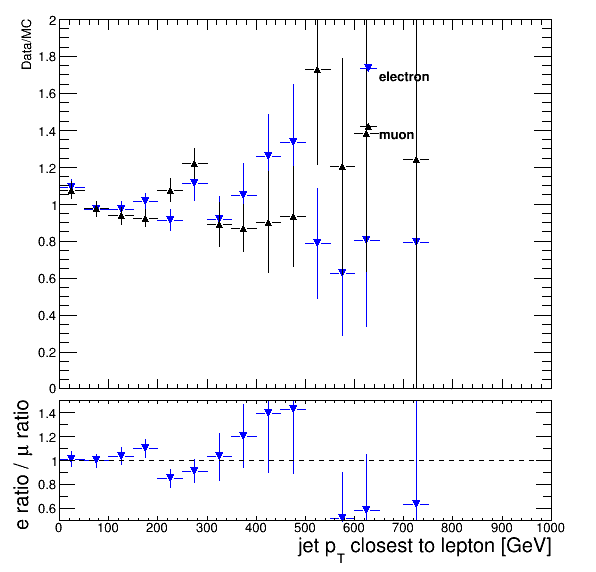 Data/MC
2
1.8
1.6
1.4
1.2
1
0.8
0.6
0.4
0.2
0
electron
muon
e ratio / μ ratio
1.4
1.2
1
0.8
0.6
0 100 200 300 400 500 600 700 800 900 1000
jet p_T closest to lepton [GeV]